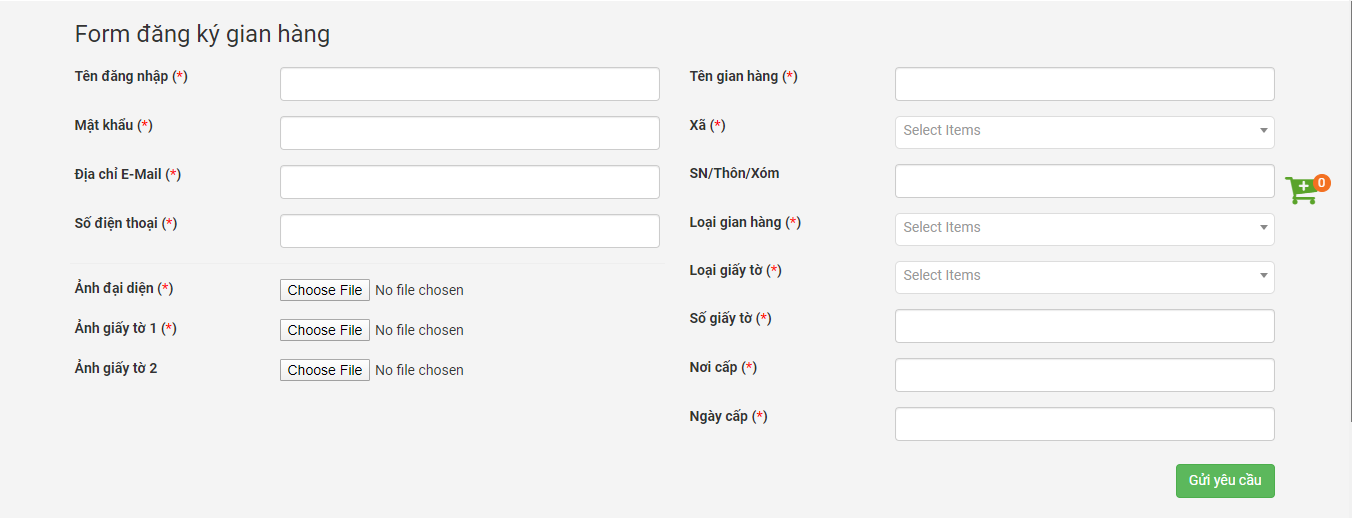 Form đăng ký gian hàng
Tên đăng nhập (*)
Mật khẩu (*)
Địa chỉ E-Mail (*)
Số điện thoại (*)
Ảnh đại diện (*)
Choose File No file chosen
Ảnh giấy tờ 1 (*)
Choose File No file chosen
Ảnh giấy tờ 2
Choose File No file chosen
Tên gian hàng (*)
Xã (*)
Select Items
SN/Thôn/Xóm
Loại gian hàng (*)
Select Items
Loại giấy tờ (*)
Select Items
Số giấy tờ (*)
Nơi cấp (*)
Ngày cấp (*)
Gửi yêu cầu
0